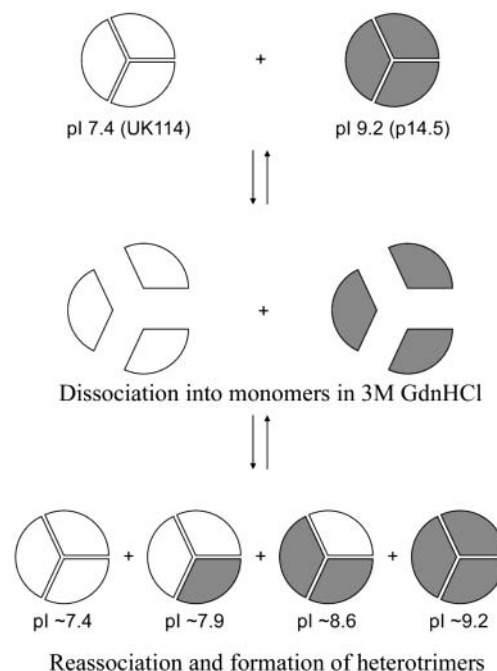 +
pI 7.4 (UK114) pI 9.2 (p14.5)
+
Dissociation into monomers in 3M GdnHCl
+ + +
pI ~7.4 pI ~7.9 pI ~8.6 pI ~9.2
Reassociation and formation of heterotrimers